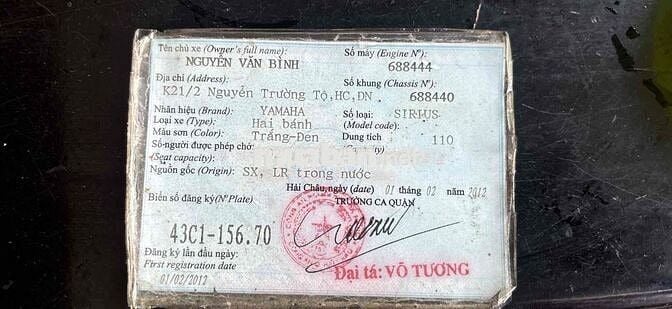 Tên chủ xe (Owner's full name): Số máy (Engine Nº):
NGUYỄN VĂN BÌNH 688444
Địa chỉ (Address): Số khung (Chassis Nº):
K21/2 Nguyễn Trường Tộ,HC,ĐN 688440
Nhãn hiệu (Brand): YAMAHA Số loại: SIRIUS
Loại xe (Type): Hai bánh (Model code):
Màu sơn (Color): Trắng-Đen Dung tích 110
Số người được phép chở: (Capacity)
(Seat capacity):
Nguồn gốc (Origin): SX, LR trong nước
Hải Châu, ngày (date) 01 tháng 02 năm 2012
Biển số đăng ký (Nº Plate) TRƯỞNG CA QUẬN
43C1-156.70
Đăng ký lần đầu ngày:
First registration date
01/02/2012
Đại tá: VÕ TƯƠNG